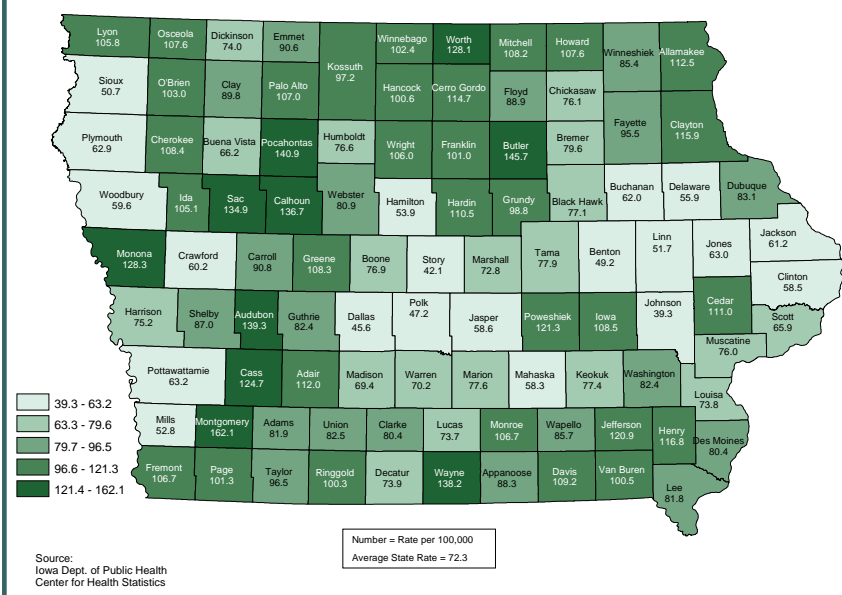 Lyon
105.8
Osceola
107.6
Dickinson
74.0
Emmet
90.6
Kossuth
97.2
Winnebago
102.4
Worth
128.1
Mitchell
108.2
Howard
107.6
Winneshiek
85.4
Allamakee
112.5
Sioux
50.7
O'Brien
103.0
Clay
89.8
Palo Alto
107.0
Hancock
100.6
Cerro Gordo
114.7
Floyd
88.9
Chickasaw
76.1
Plymouth
62.9
Cherokee
108.4
Buena Vista
66.2
Pocahontas
140.9
Humboldt
76.6
Wright
106.0
Franklin
101.0
Butler
145.7
Bremer
79.6
Fayette
95.5
Clayton
115.9
Woodbury
59.6
Ida
105.1
Sac
134.9
Calhoun
136.7
Webster
80.9
Hamilton
53.9
Hardin
110.5
Grundy
98.8
Black Hawk
77.1
Buchanan
62.0
Delaware
55.9
Dubuque
83.1
Monona
128.3
Crawford
60.2
Carroll
90.8
Greene
108.3
Boone
76.9
Story
42.1
Marshall
72.8
Tama
77.9
Benton
49.2
Linn
51.7
Jones
63.0
Jackson
61.2
Clinton
58.5
Harrison
75.2
Shelby
87.0
Audubon
139.3
Guthrie
82.4
Dallas
45.6
Polk
47.2
Jasper
58.6
Poweshiek
121.3
Iowa
108.5
Johnson
39.3
Cedar
111.0
Scott
65.9
Muscatine
76.0
Pottawattamie
63.2
Cass
124.7
Adair
112.0
Madison
69.4
Warren
70.2
Marion
77.6
Mahaska
58.3
Keokuk
77.4
Washington
82.4
Louisa
73.8
Mills
52.8
Montgomery
162.1
Adams
81.9
Union
82.5
Clarke
80.4
Lucas
73.7
Monroe
106.7
Wapello
85.7
Jefferson
120.9
Henry
116.8
Des Moines
80.4
Fremont
106.7
Page
101.3
Taylor
96.5
Ringgold
100.3
Decatur
73.9
Wayne
138.2
Appanoose
88.3
Davis
109.2
Van Buren
100.5
Lee
81.8
39.3 - 63.2
63.3 - 79.6
79.7 - 96.5
96.6 - 121.3
121.4 - 162.1
Number = Rate per 100,000
Average State Rate = 72.3
Source:
Iowa Dept. of Public Health
Center for Health Statistics